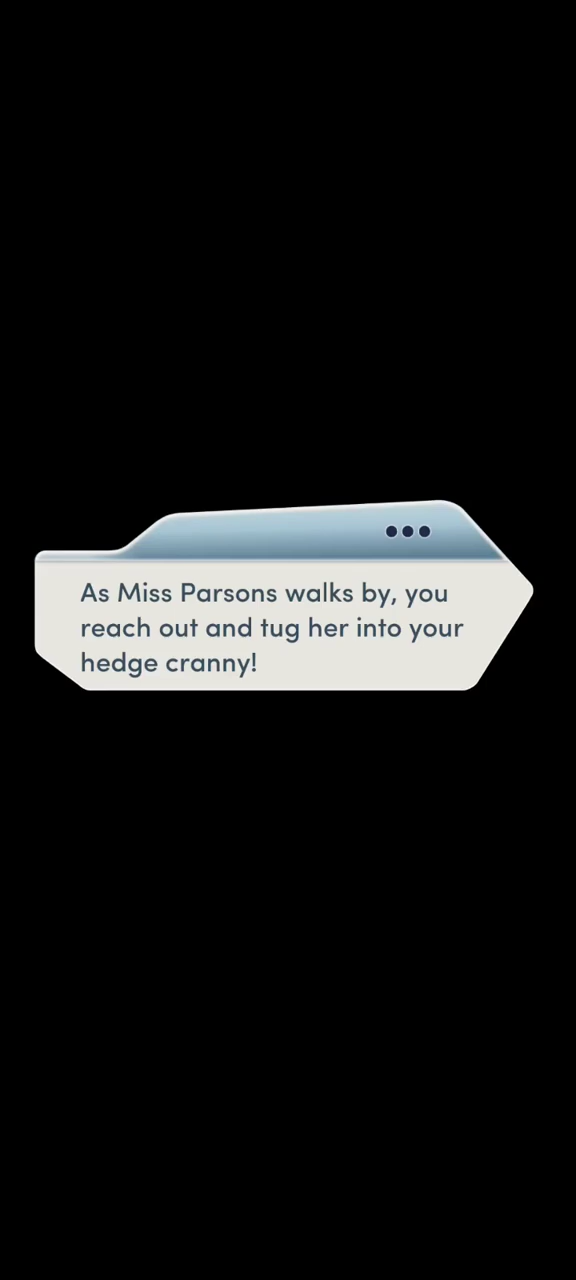 As Miss Parsons walks by, you
reach out and tug her into your
hedge cranny!